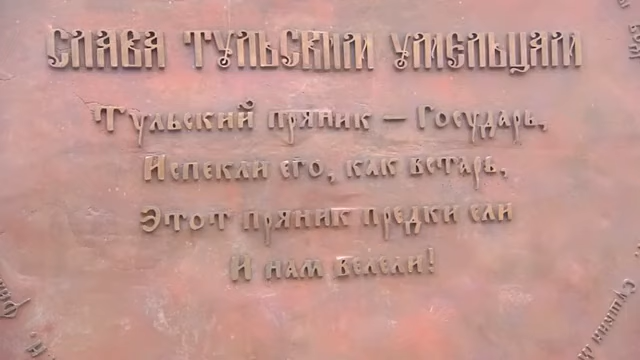 СЛАВА ТУЛЬСКИМ УМЕЛЬЦАМ
Тульский пряник — Государь,
Испекли его, как встарь,
Этот пряник предки ели
И нам велели!